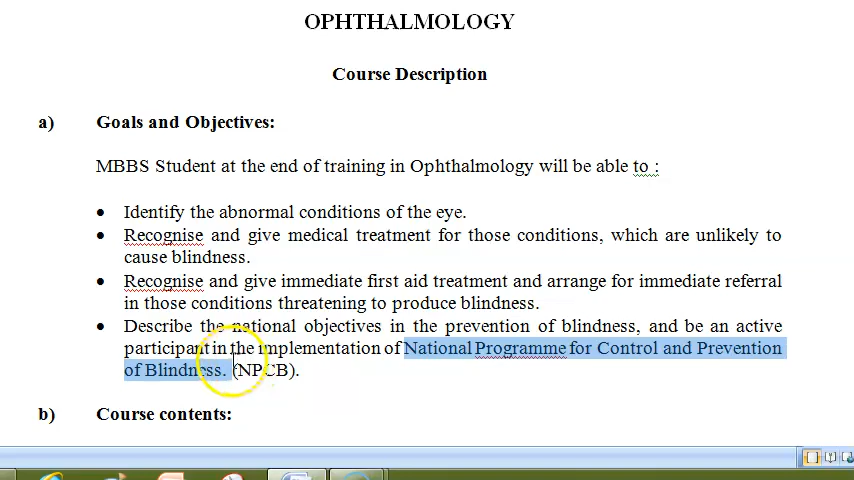 OPHTHALMOLOGY
Course Description
a) Goals and Objectives:
MBBS Student at the end of training in Ophthalmology will be able to :
• Identify the abnormal conditions of the eye.
• Recognise and give medical treatment for those conditions, which are unlikely to
cause blindness.
• Recognise and give immediate first aid treatment and arrange for immediate referral
in those conditions threatening to produce blindness.
• Describe the national objectives in the prevention of blindness, and be an active
participant in the implementation of National Programme for Control and Prevention
of Blindness. (NPCB).
b) Course contents: